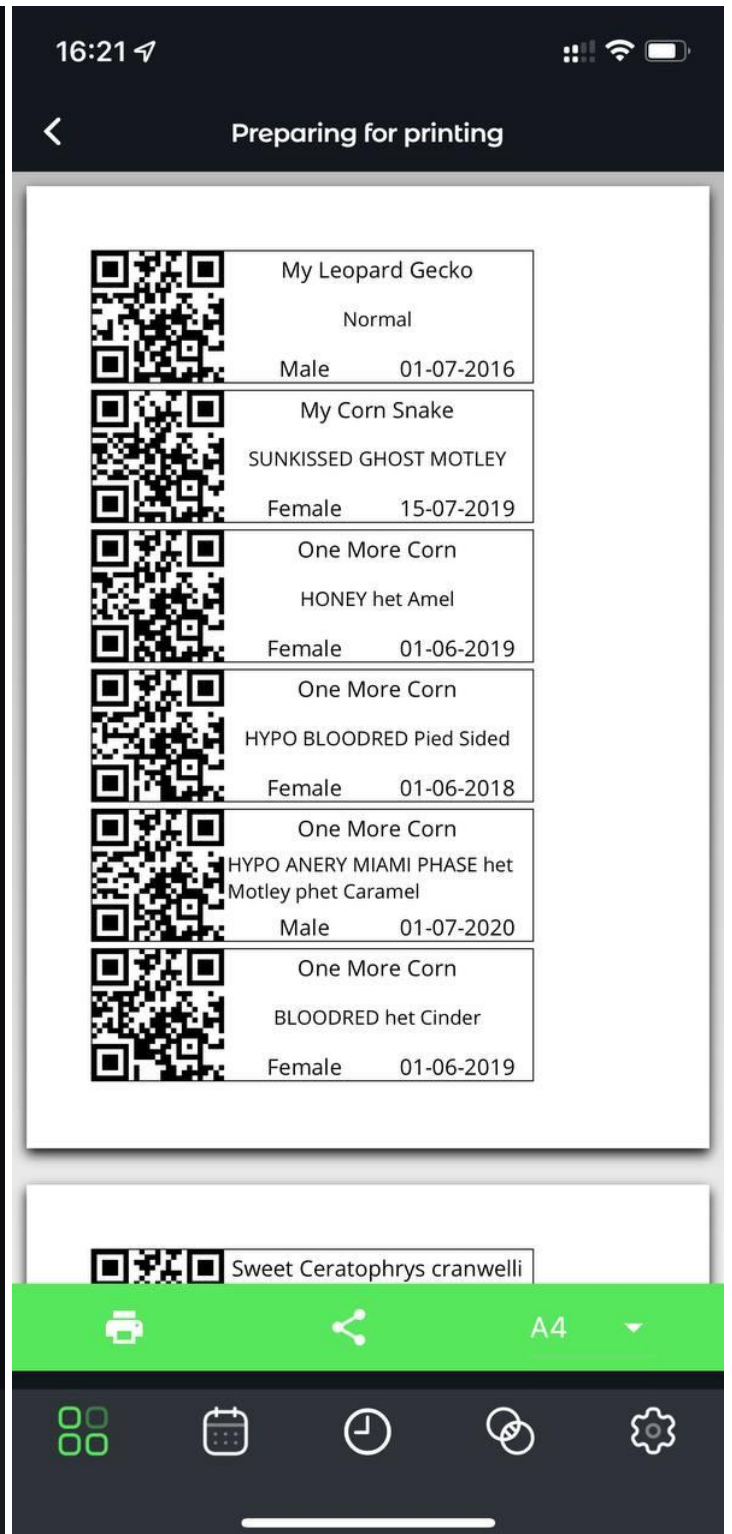 16:21
Preparing for printing
My Leopard Gecko
Normal
Male 01-07-2016
My Corn Snake
SUNKISSED GHOST MOTLEY
Female 15-07-2019
One More Corn
HONEY het Amel
Female 01-06-2019
One More Corn
HYPO BLOODRED Pied Sided
Female 01-06-2018
One More Corn
HYPO ANERY MIAMI PHASE het
Motley phet Caramel
Male 01-07-2020
One More Corn
BLOODRED het Cinder
Female 01-06-2019
Sweet Ceratophrys cranwelli
A4